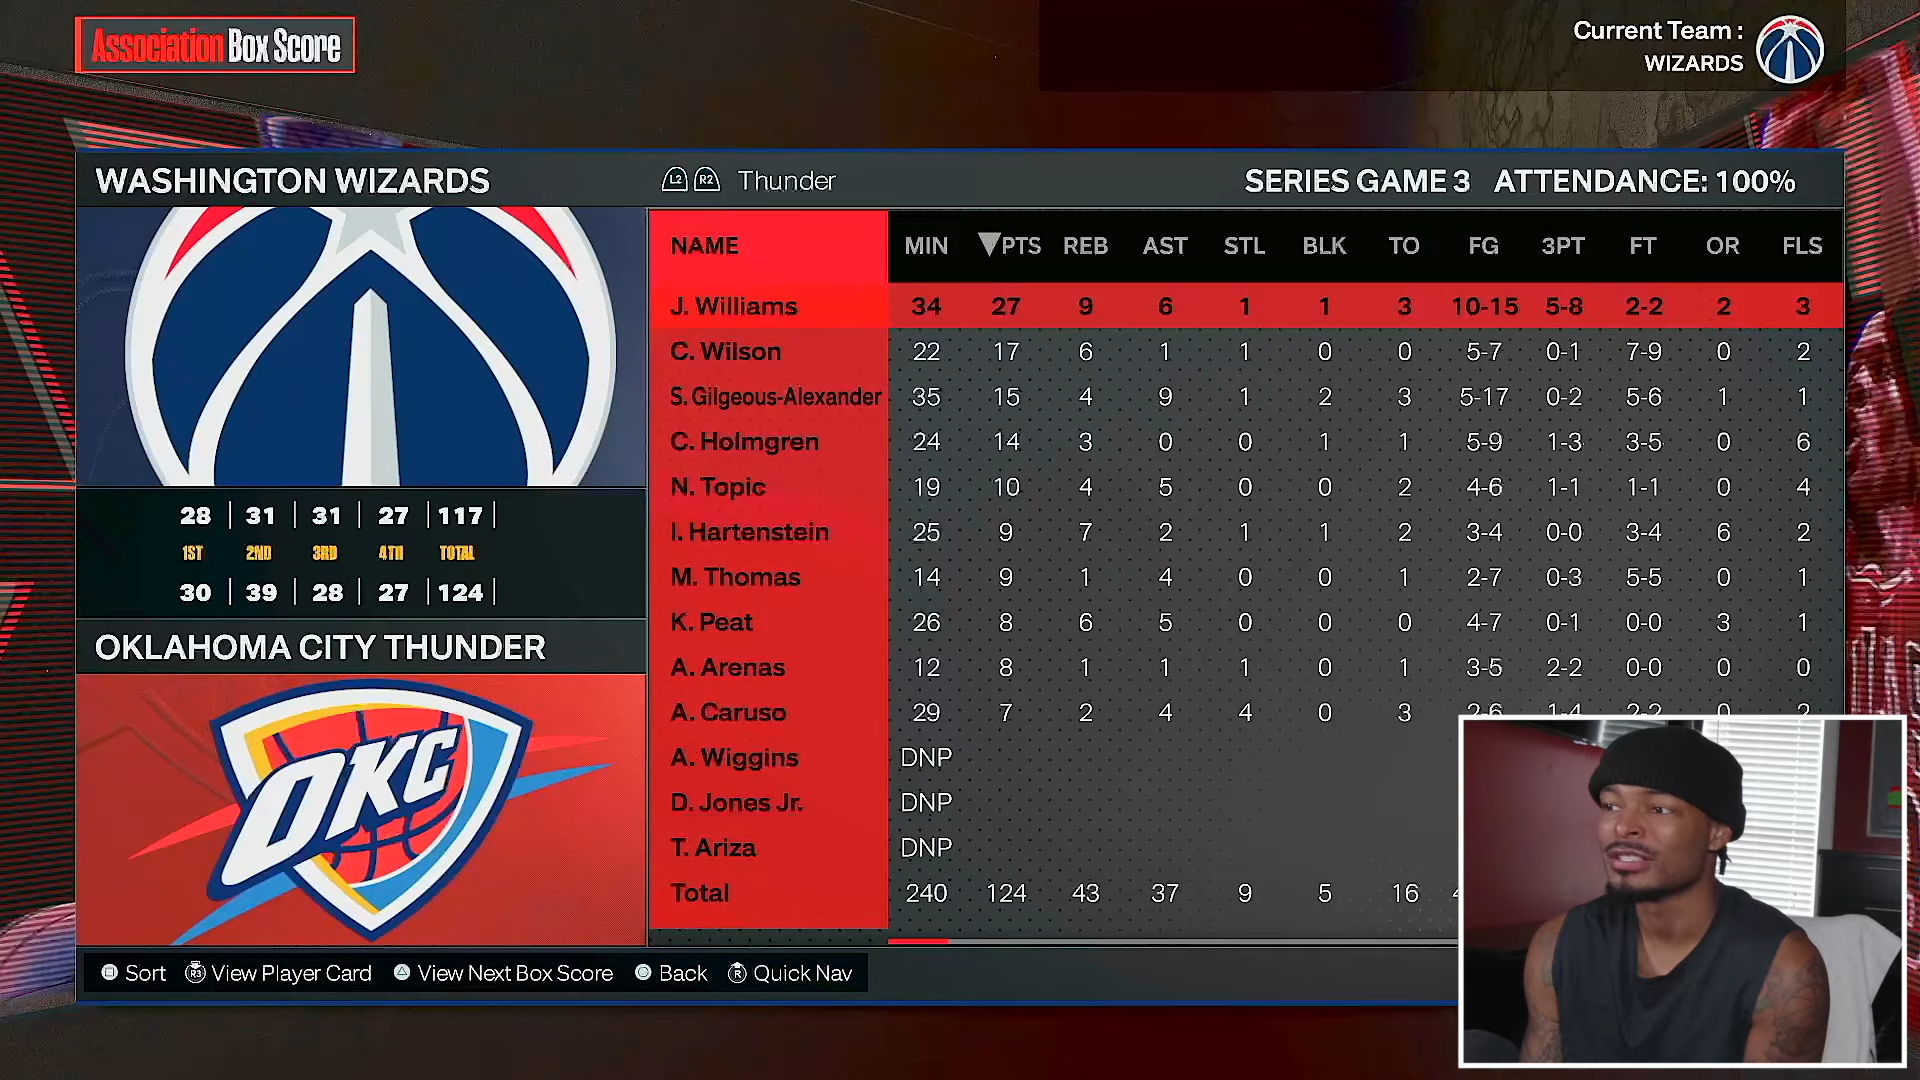 Association Box Score
Current Team :
WIZARDS
WASHINGTON WIZARDS
L2 R2 Thunder
SERIES GAME 3 ATTENDANCE: 100%
28 | 31 | 31 | 27 | 117 |
1ST 2ND 3RD 4TH TOTAL
30 | 39 | 28 | 27 | 124 |
OKLAHOMA CITY THUNDER
OKC
NAME MIN ▼PTS REB AST STL BLK TO FG 3PT FT OR FLS
J. Williams 34 27 9 6 1 1 3 10-15 5-8 2-2 2 3
C. Wilson 22 17 6 1 1 0 0 5-7 0-1 7-9 0 2
S. Gilgeous-Alexander 35 15 4 9 1 2 3 5-17 0-2 5-6 1 1
C. Holmgren 24 14 3 0 0 1 1 5-9 1-3 3-5 0 6
N. Topic 19 10 4 5 0 0 2 4-6 1-1 1-1 0 4
I. Hartenstein 25 9 7 2 1 1 2 3-4 0-0 3-4 6 2
M. Thomas 14 9 1 4 0 0 1 2-7 0-3 5-5 0 1
K. Peat 26 8 6 5 0 0 0 4-7 0-1 0-0 3 1
A. Arenas 12 8 1 1 1 0 1 3-5 2-2 0-0 0 0
A. Caruso 29 7 2 4 4 0 3 2-6 1-4 2-2 0 2
A. Wiggins DNP
D. Jones Jr. DNP
T. Ariza DNP
Total 240 124 43 37 9 5 16
Sort R3 View Player Card View Next Box Score Back R Quick Nav